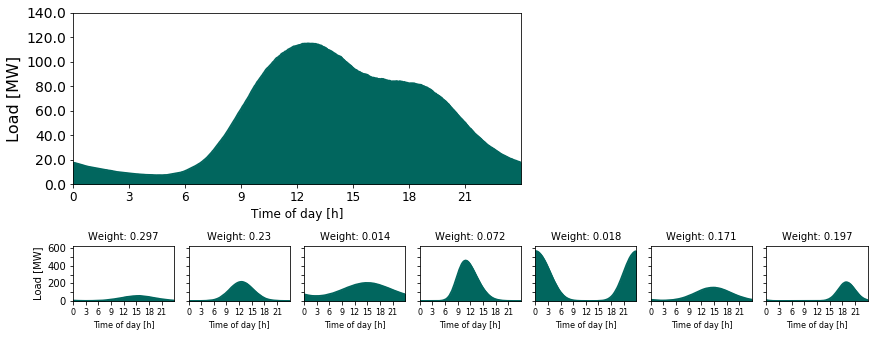 140.0
120.0
100.0
80.0
60.0
40.0
20.0
0.0
Load [MW]
0 3 6 9 12 15 18 21
Time of day [h]
Weight: 0.297 Weight: 0.23 Weight: 0.014 Weight: 0.072 Weight: 0.018 Weight: 0.171 Weight: 0.197
600
400
200
0
Load [MW]
0 3 6 9 12 15 18 21 0 3 6 9 12 15 18 21 0 3 6 9 12 15 18 21 0 3 6 9 12 15 18 21 0 3 6 9 12 15 18 21 0 3 6 9 12 15 18 21 0 3 6 9 12 15 18 21
Time of day [h] Time of day [h] Time of day [h] Time of day [h] Time of day [h] Time of day [h] Time of day [h]